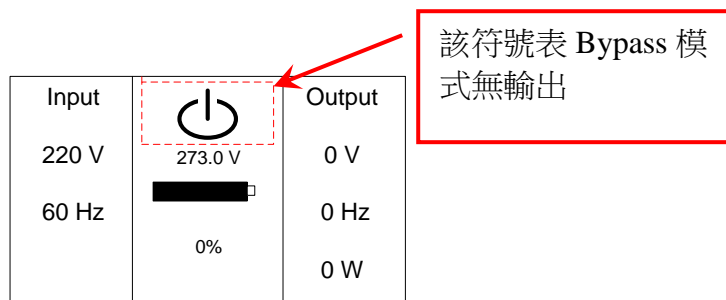 該符號表 Bypass 模
式無輸出
Input
220 V
60 Hz
273.0 V
0%
Output
0 V
0 Hz
0 W